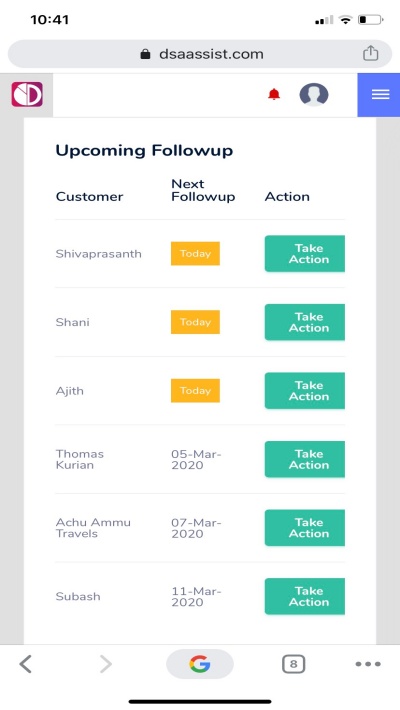 10:41
dsaassist.com
Upcoming Followup
Customer Next Followup Action
Shivaprasanth Today Take Action
Shani Today Take Action
Ajith Today Take Action
Thomas Kurian 05-Mar-2020 Take Action
Achu Ammu Travels 07-Mar-2020 Take Action
Subash 11-Mar-2020 Take Action
8